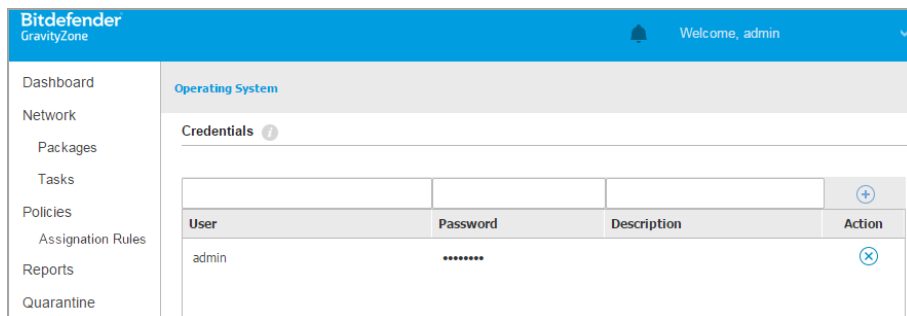 Bitdefender
GravityZone
Welcome, admin
Dashboard
Network
Packages
Tasks
Policies
Assignation Rules
Reports
Quarantine
Operating System
Credentials i
User Password Description Action
admin ••••••••